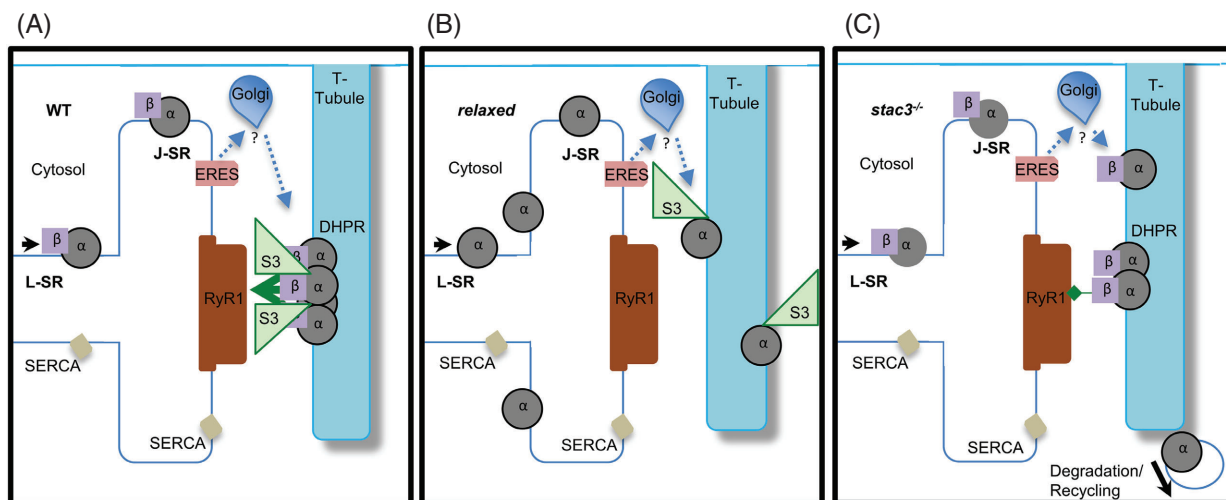 (A)
WT
Golgi
?
T-
Tubule
β
α
J-SR
Cytosol
ERES
DHPR
β
α
L-SR
S3
β
α
RyR1
β
α
S3
α
SERCA
SERCA
(B)
relaxed
Golgi
?
T-
Tubule
α
J-SR
Cytosol
ERES
α
S3
α
α
L-SR
RyR1
S3
α
SERCA
α
SERCA
(C)
stac3-/-
Golgi
?
T-
Tubule
β
α
J-SR
Cytosol
ERES
β
α
DHPR
β
α
L-SR
β
α
RyR1
β
α
SERCA
SERCA
α
Degradation/
Recycling